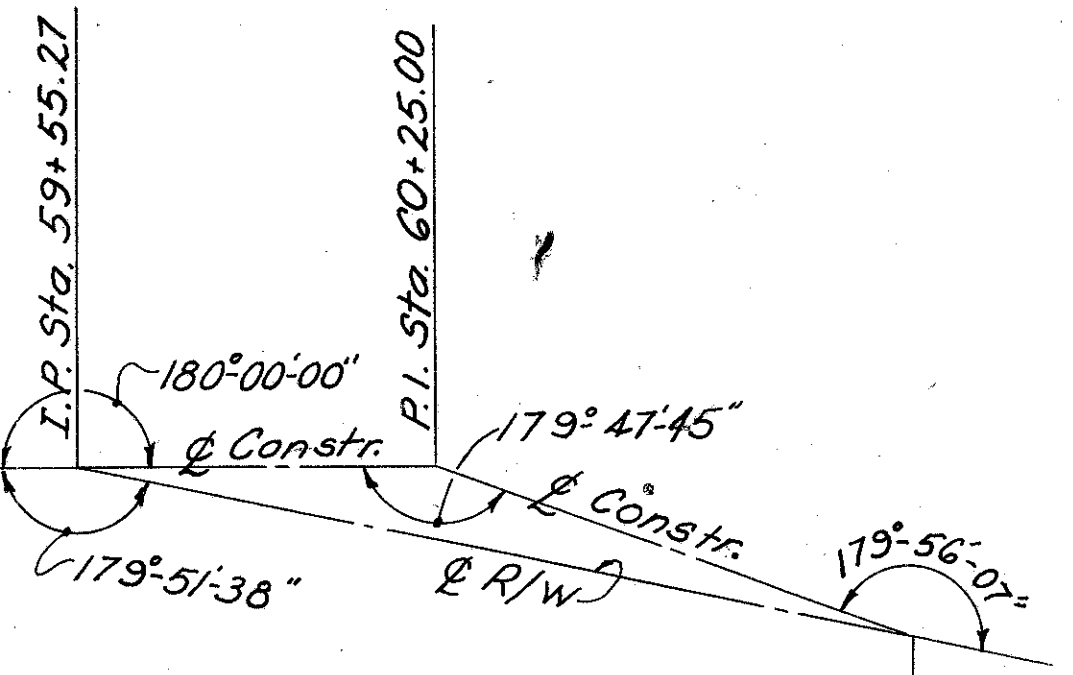 I.P. Sta. 59+55.27
P.I. Sta. 60+25.00
180°-00'-00"
℄ Constr.
179°-47'-45"
℄ Constr.
179°-56'-07"
179°-51'-38"
℄ R/W